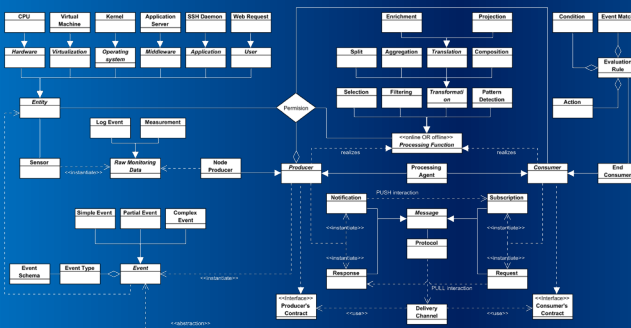 CPU
Virtual
Machine
Kernel
Application
Server
SSH Daemon
Web Request
Enrichment
Projection
Condition
Event Matc
Hardware
Virtualization
Operating
system
Middleware
Application
User
Split
Aggregation
Translation
Composition
Evaluation
Rule
Entity
Permision
Selection
Filtering
Transformati
on
Pattern
Detection
Action
Log Event
Measurement
<<online OR offline>>
Processing Function
Sensor
<<instantiate>>
Raw Monitoring
Data
Node
Producer
realizes
realizes
Producer
Processing
Agent
Consumer
End
Consumer
Notification
PUSH interaction
Subscription
Simple Event
Partial Event
Complex
Event
Message
<<instantiate>>
<<instantiate>>
Protocol
Event
Schema
Event Type
Event
<<instantiate>>
Response
Request
PULL interaction
<<Interface>>
Producer's
Contract
<<use>>
Delivery
Channel
<<use>>
<<Interface>>
Consumer's
Contract
<<abstraction>>